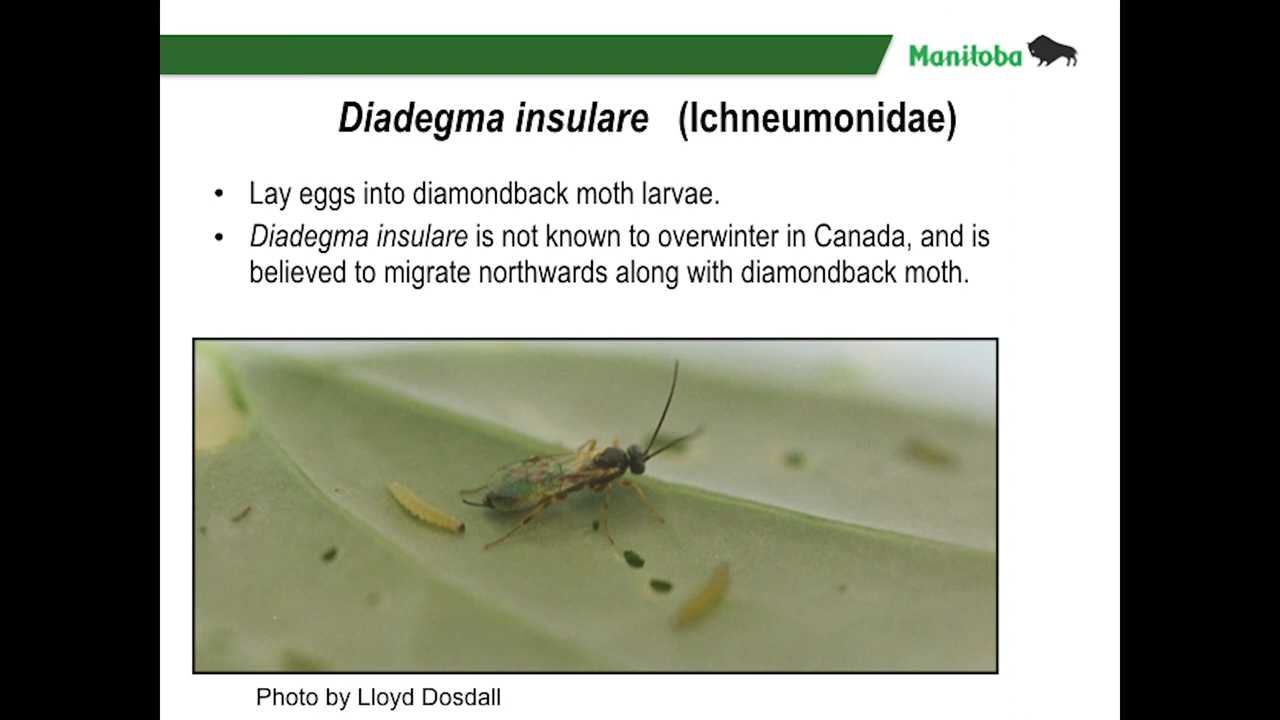 Manitoba
Diadegma insulare (Ichneumonidae)
• Lay eggs into diamondback moth larvae.
• Diadegma insulare is not known to overwinter in Canada, and is
believed to migrate northwards along with diamondback moth.
Photo by Lloyd Dosdall